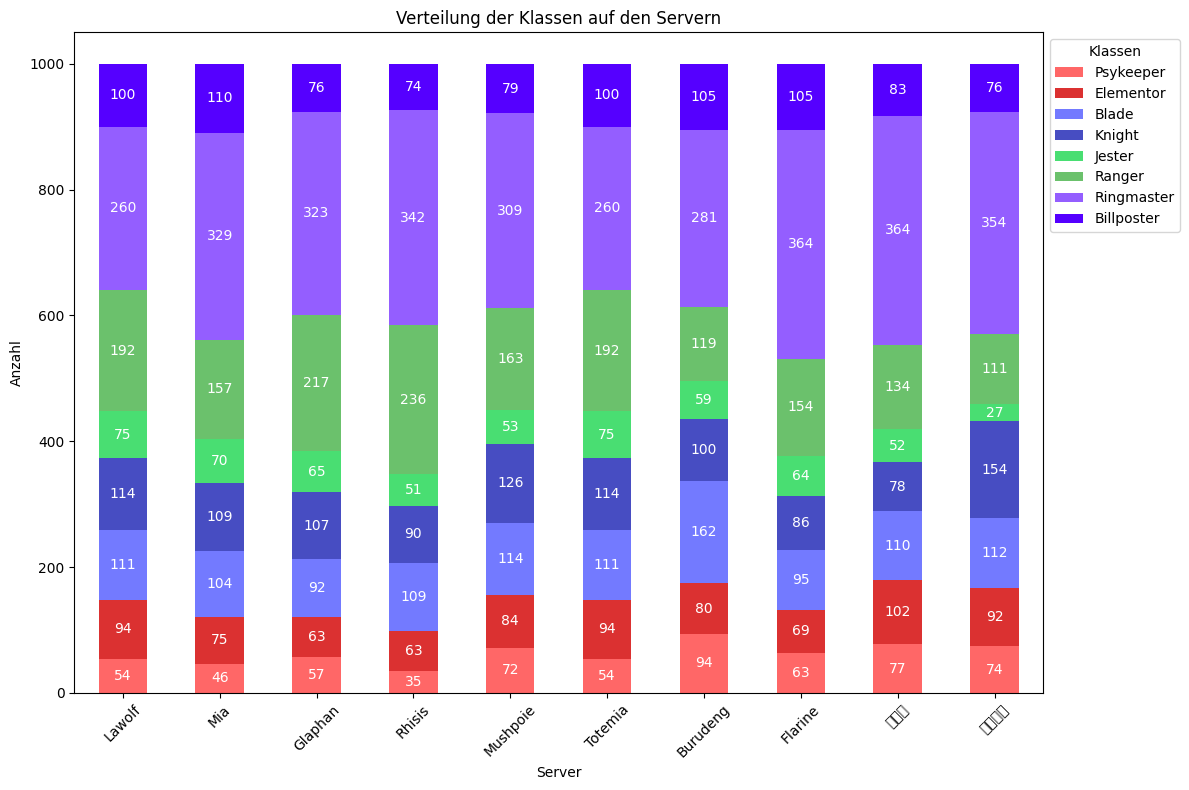 Verteilung der Klassen auf den Servern
Anzahl
1000
800
600
400
200
0
100 110 76 74 79 100 105 105 83 76
260 329 323 342 309 260 281 364 364 354
192 157 217 236 163 192 119 154 134 111
75 70 65 51 53 75 59 64 52 27
114 109 107 90 126 114 100 86 78 154
111 104 92 109 114 111 162 95 110 112
94 75 63 63 84 94 80 69 102 92
54 46 57 35 72 54 94 63 77 74
Lawolf Mia Glaphan Rhisis Mushpoie Totemia Burudeng Flarine
Server
Klassen
Psykeeper
Elementor
Blade
Knight
Jester
Ranger
Ringmaster
Billposter